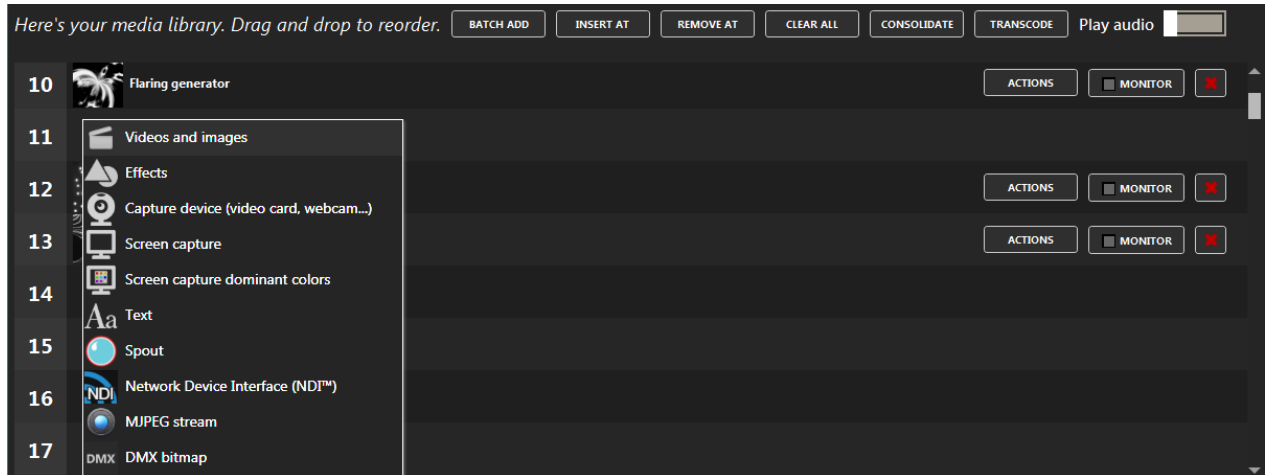 Here's your media library. Drag and drop to reorder. BATCH ADD INSERT AT REMOVE AT CLEAR ALL CONSOLIDATE TRANSCODE Play audio
10 Flaring generator ACTIONS MONITOR
11 Videos and images
Effects
12 ACTIONS MONITOR
Capture device (video card, webcam...)
13 Screen capture ACTIONS MONITOR
Screen capture dominant colors
14
Aa Text
15 Spout
NDI Network Device Interface (NDI™)
16
MJPEG stream
17 DMX DMX bitmap